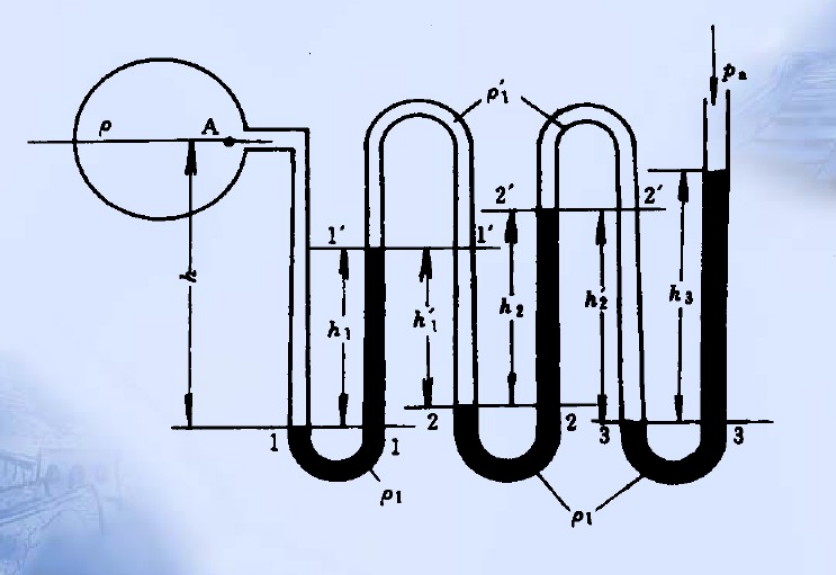 pₐ
ρ′₁
ρ A
2′ 2′
1′ 1′
h h₁ h′₁ h₂ h′₂ h₃
1 1 2 2 3 3
ρ₁
ρ₁